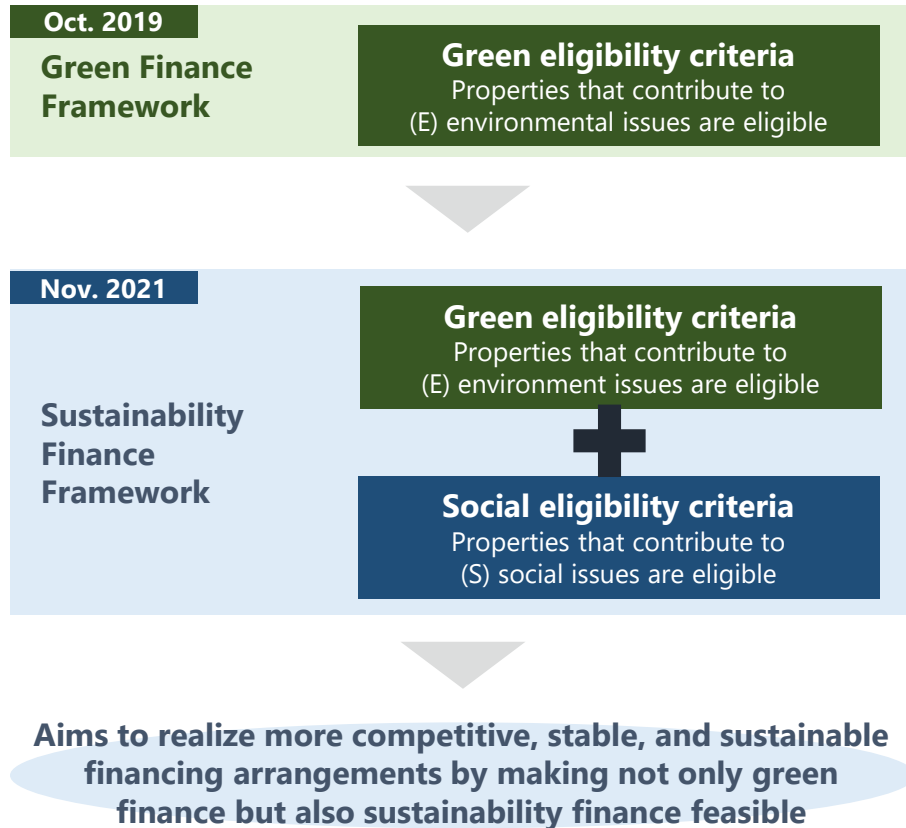 Oct. 2019
Green Finance
Framework
Green eligibility criteria
Properties that contribute to
(E) environmental issues are eligible
Nov. 2021
Sustainability
Finance
Framework
Green eligibility criteria
Properties that contribute to
(E) environment issues are eligible
Social eligibility criteria
Properties that contribute to
(S) social issues are eligible
Aims to realize more competitive, stable, and sustainable
financing arrangements by making not only green
finance but also sustainability finance feasible